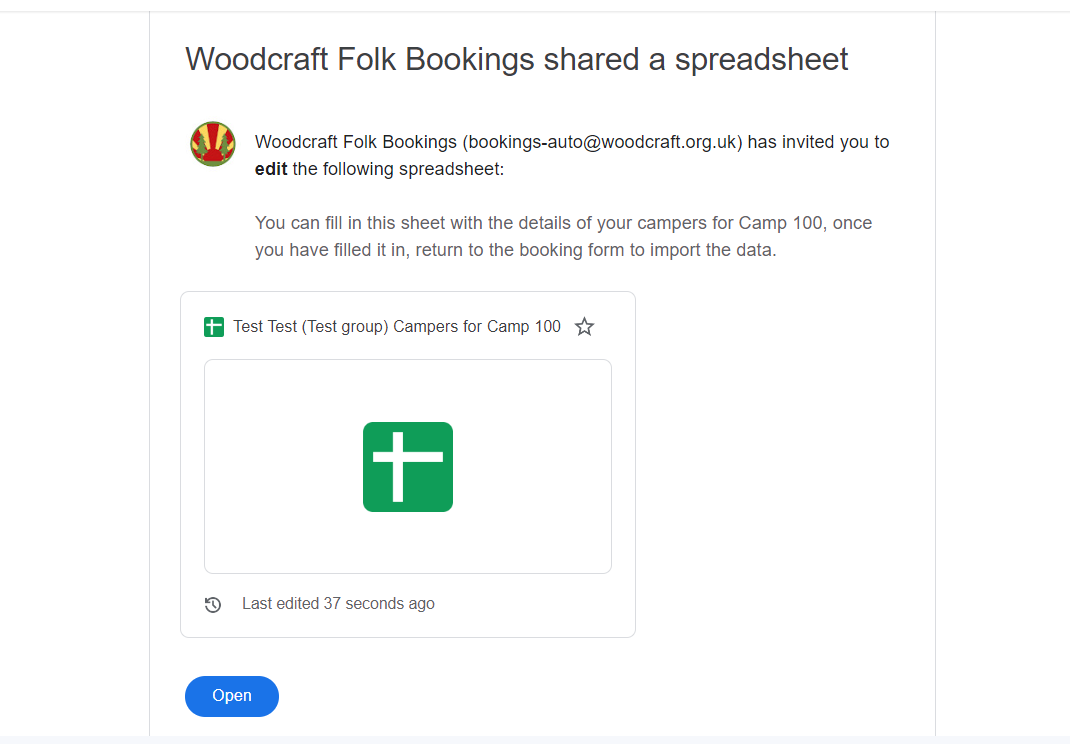 Woodcraft Folk Bookings shared a spreadsheet
Woodcraft Folk Bookings (bookings-auto@woodcraft.org.uk) has invited you to
edit the following spreadsheet:
You can fill in this sheet with the details of your campers for Camp 100, once
you have filled it in, return to the booking form to import the data.
Test Test (Test group) Campers for Camp 100
Last edited 37 seconds ago
Open